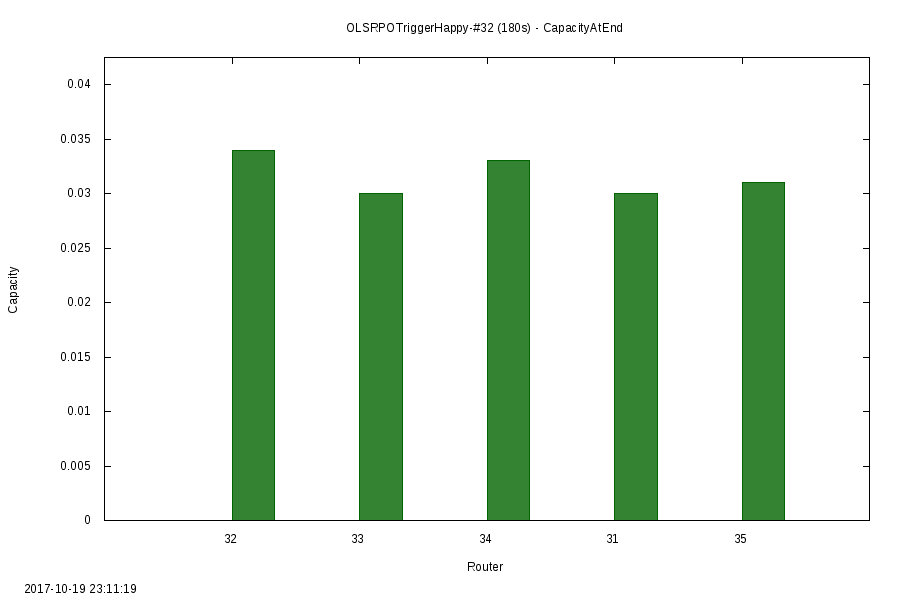 OLSRPOTriggerHappy-#32 (180s) - CapacityAtEnd
0.04
0.035
0.03
0.025
0.02
0.015
0.01
0.005
0
Capacity
32 33 34 31 35
Router
2017-10-19 23:11:19